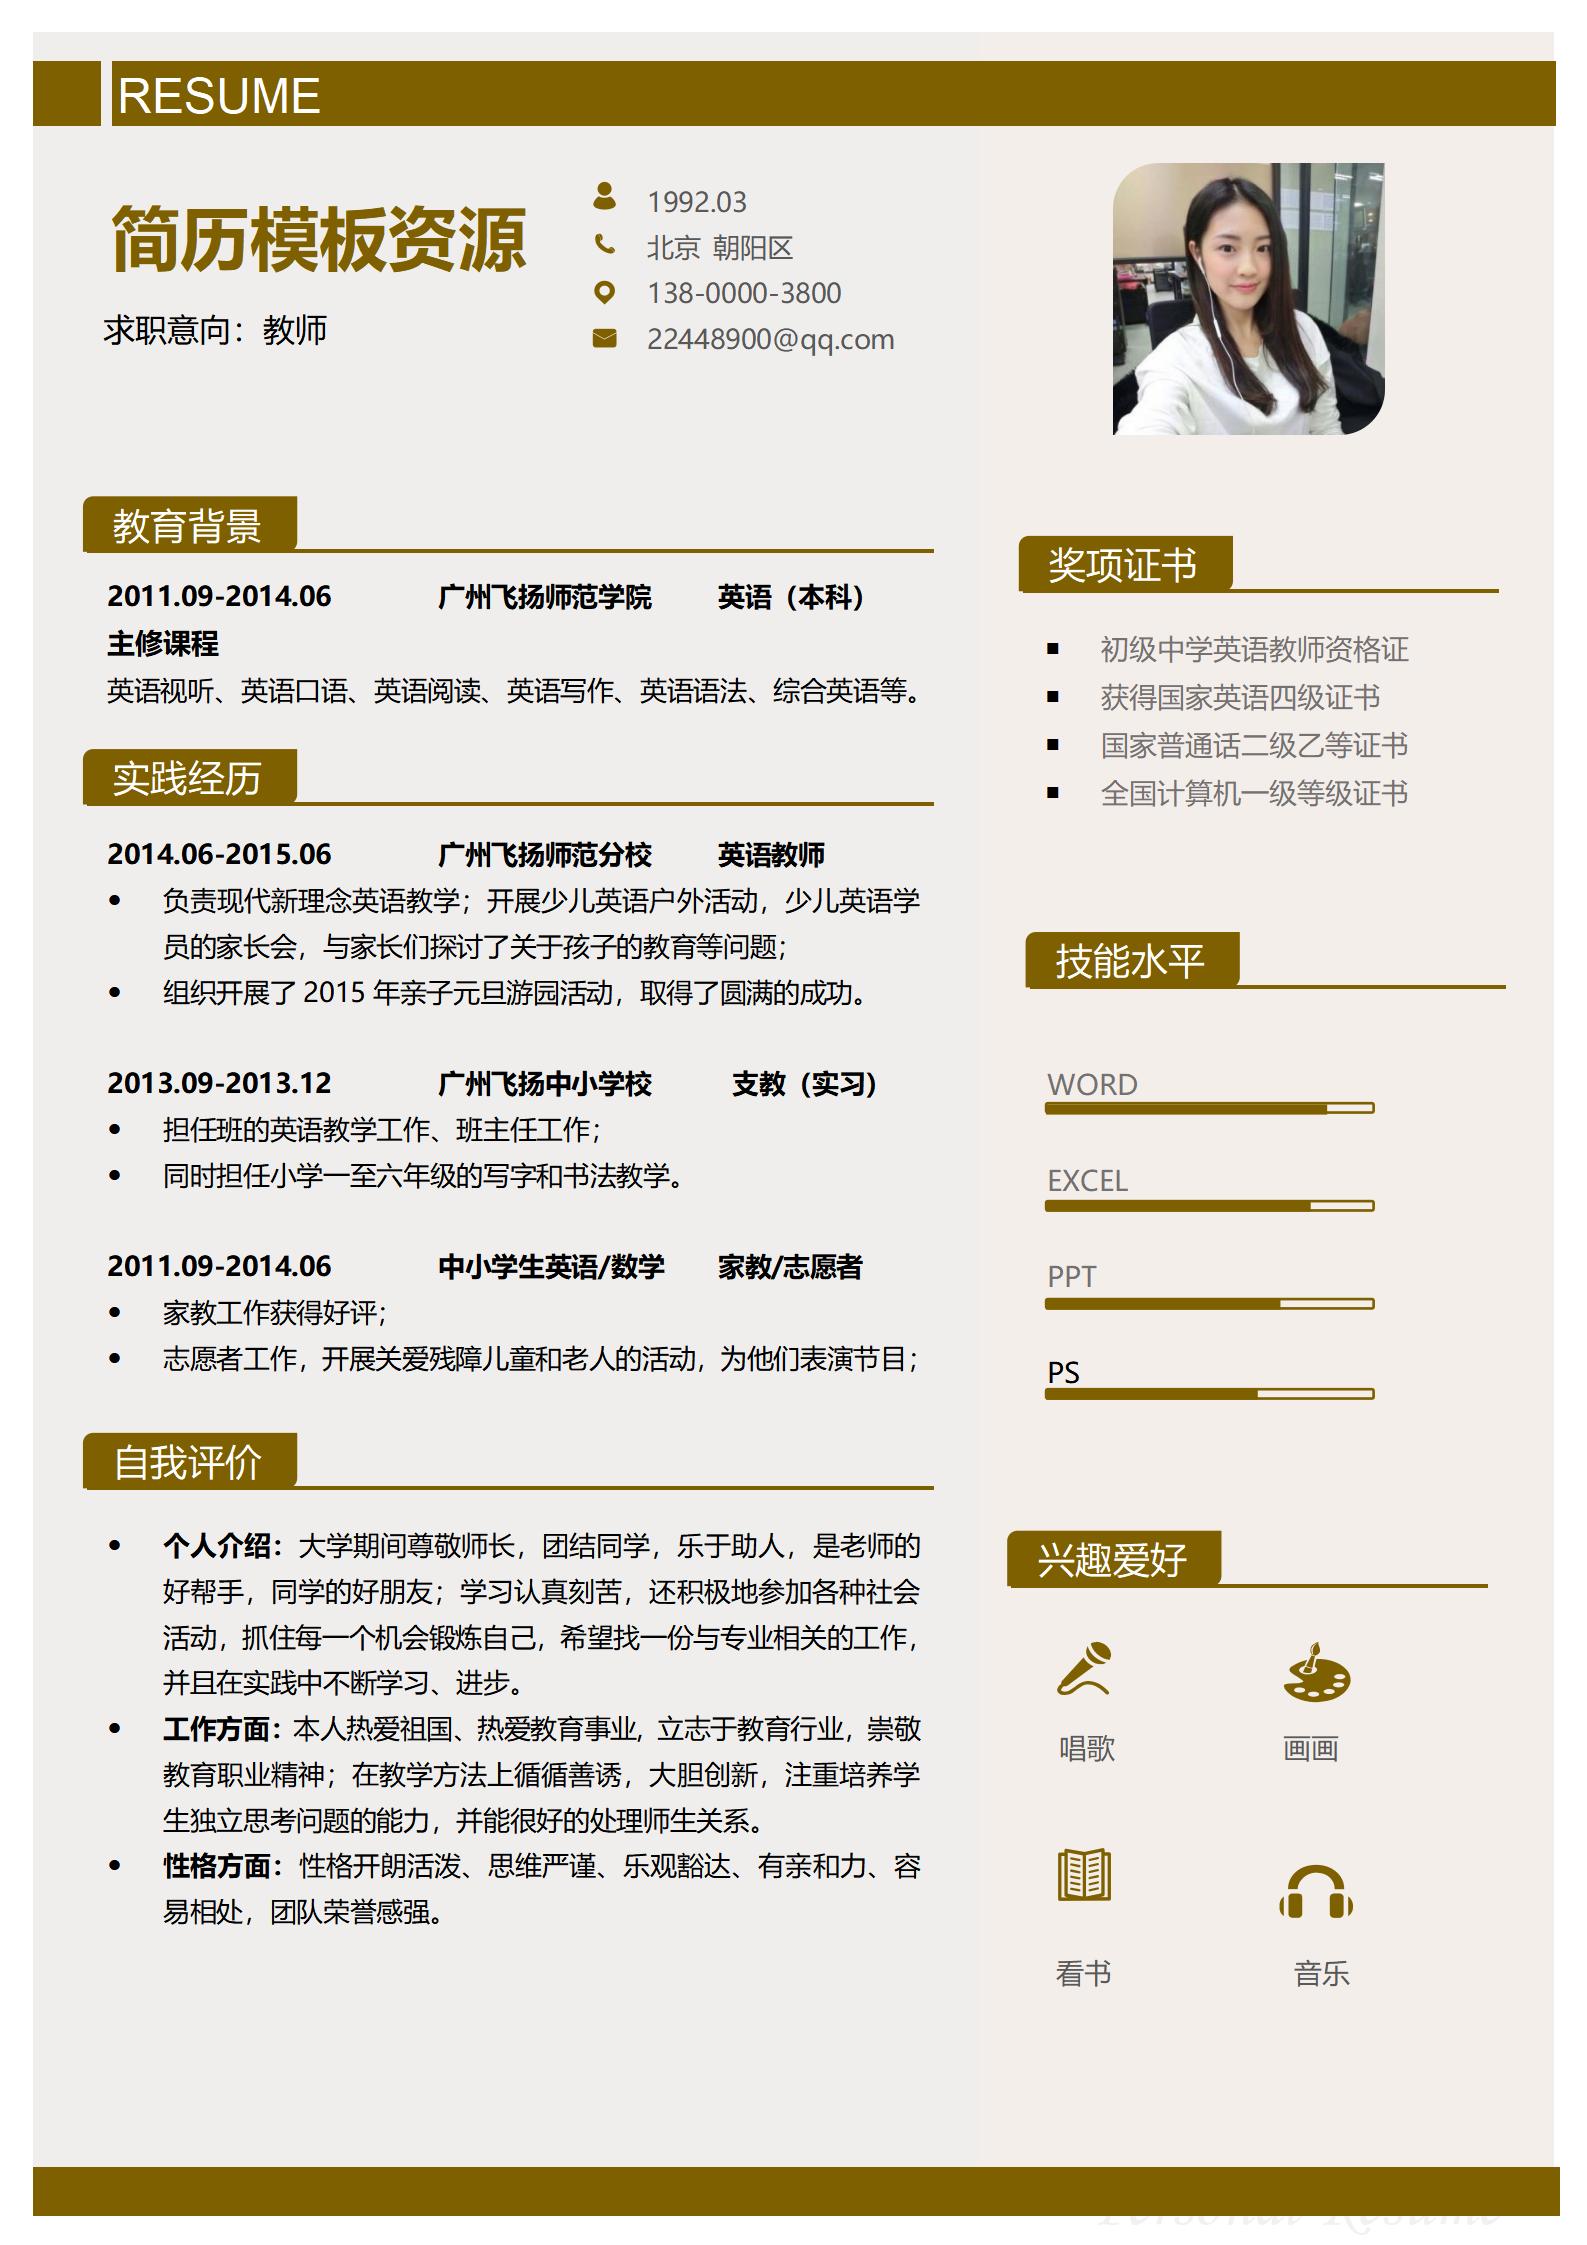 RESUME
简历模板资源
求职意向：教师
1992.03
北京 朝阳区
138-0000-3800
22448900@qq.com
教育背景
2011.09-2014.06 广州飞扬师范学院 英语（本科）
主修课程
英语视听、英语口语、英语阅读、英语写作、英语语法、综合英语等。
实践经历
2014.06-2015.06 广州飞扬师范分校 英语教师
• 负责现代新理念英语教学；开展少儿英语户外活动，少儿英语学
员的家长会，与家长们探讨了关于孩子的教育等问题；
• 组织开展了 2015 年亲子元旦游园活动，取得了圆满的成功。
2013.09-2013.12 广州飞扬中小学校 支教（实习）
• 担任班的英语教学工作、班主任工作；
• 同时担任小学一至六年级的写字和书法教学。
2011.09-2014.06 中小学生英语/数学 家教/志愿者
• 家教工作获得好评；
• 志愿者工作，开展关爱残障儿童和老人的活动，为他们表演节目；
自我评价
• 个人介绍：大学期间尊敬师长，团结同学，乐于助人，是老师的
好帮手，同学的好朋友；学习认真刻苦，还积极地参加各种社会
活动，抓住每一个机会锻炼自己，希望找一份与专业相关的工作，
并且在实践中不断学习、进步。
• 工作方面：本人热爱祖国、热爱教育事业, 立志于教育行业，崇敬
教育职业精神；在教学方法上循循善诱，大胆创新，注重培养学
生独立思考问题的能力，并能很好的处理师生关系。
• 性格方面：性格开朗活泼、思维严谨、乐观豁达、有亲和力、容
易相处，团队荣誉感强。
奖项证书
▪ 初级中学英语教师资格证
▪ 获得国家英语四级证书
▪ 国家普通话二级乙等证书
▪ 全国计算机一级等级证书
技能水平
WORD
EXCEL
PPT
PS
兴趣爱好
唱歌 画画
看书 音乐
Personal Resume